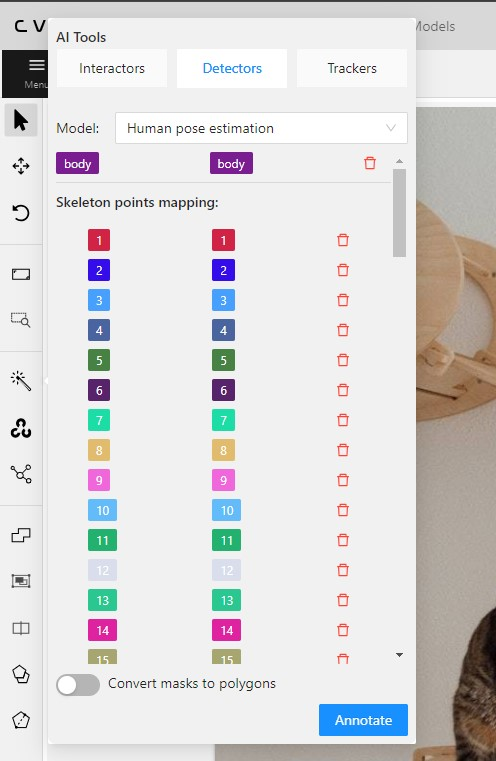 CV
Models
AI Tools
Interactors Detectors Trackers
Menu
Model: Human pose estimation
body body
Skeleton points mapping:
1 1
2 2
3 3
4 4
5 5
6 6
7 7
8 8
9 9
10 10
11 11
12 12
13 13
14 14
15 15
Convert masks to polygons
Annotate